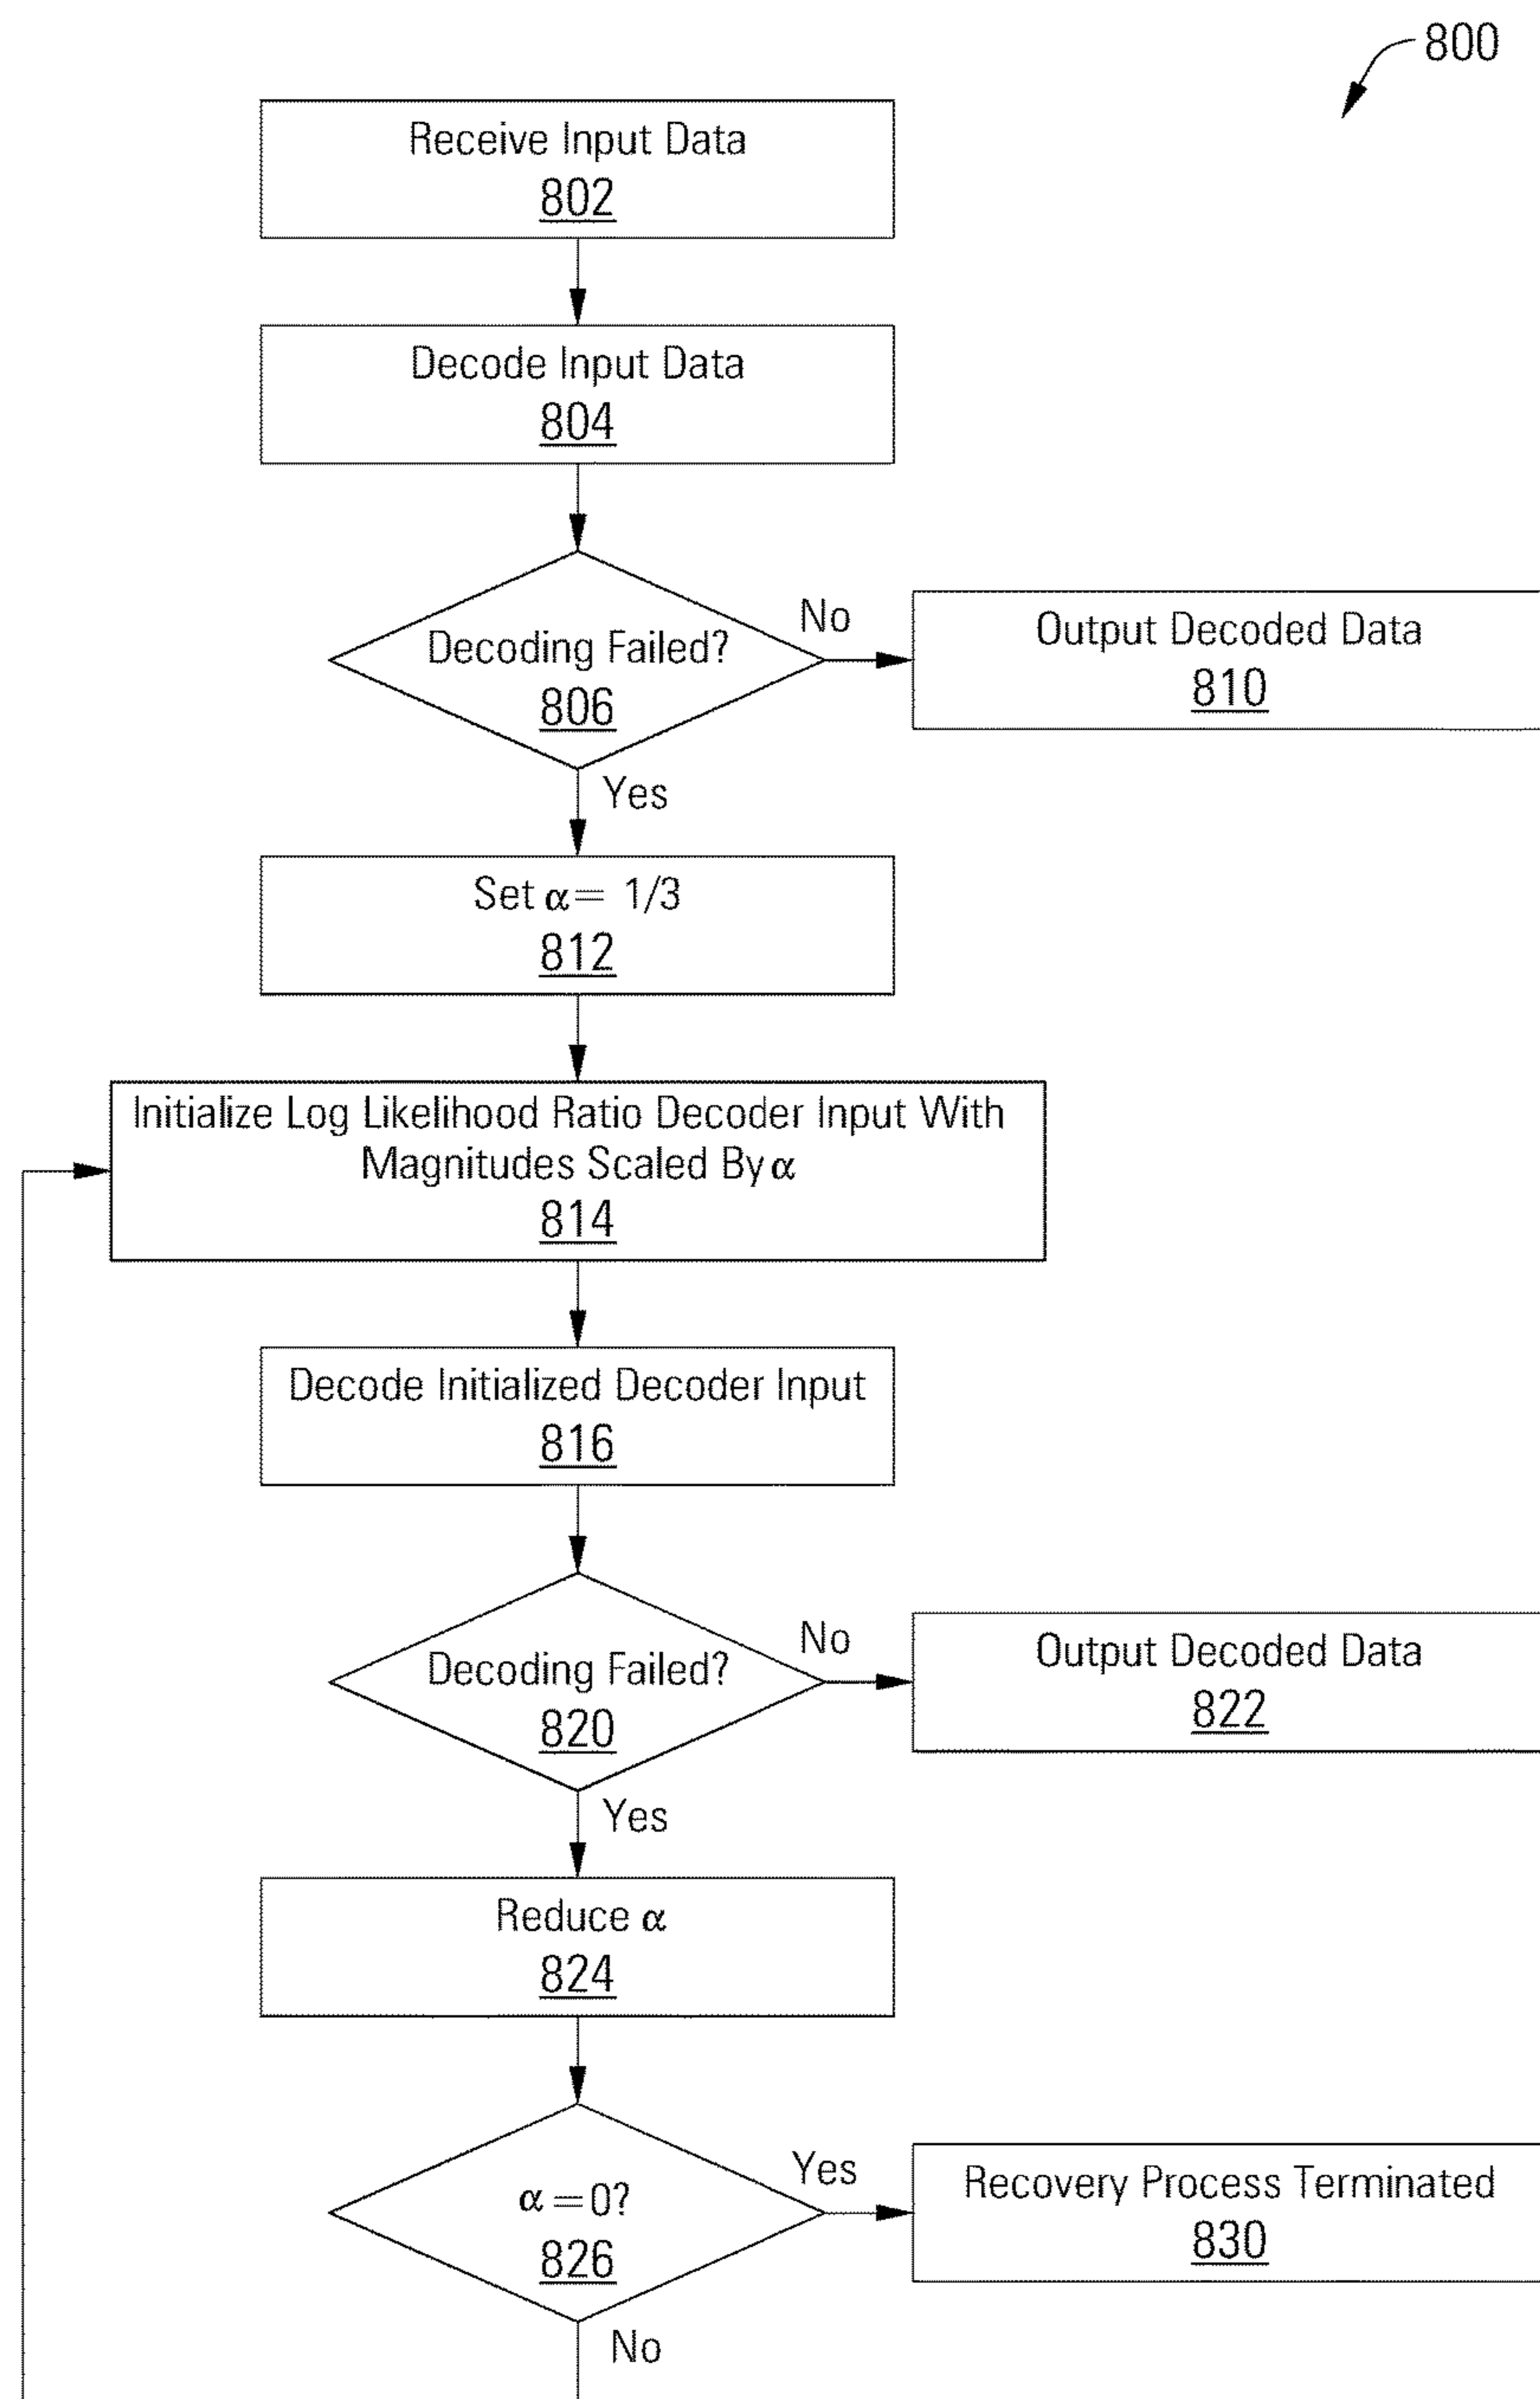 800
Receive Input Data
802
Decode Input Data
804
Decoding Failed?
806
No
Output Decoded Data
810
Yes
Set α = 1/3
812
Initialize Log Likelihood Ratio Decoder Input With
Magnitudes Scaled By α
814
Decode Initialized Decoder Input
816
Decoding Failed?
820
No
Output Decoded Data
822
Yes
Reduce α
824
α = 0?
826
Yes
Recovery Process Terminated
830
No